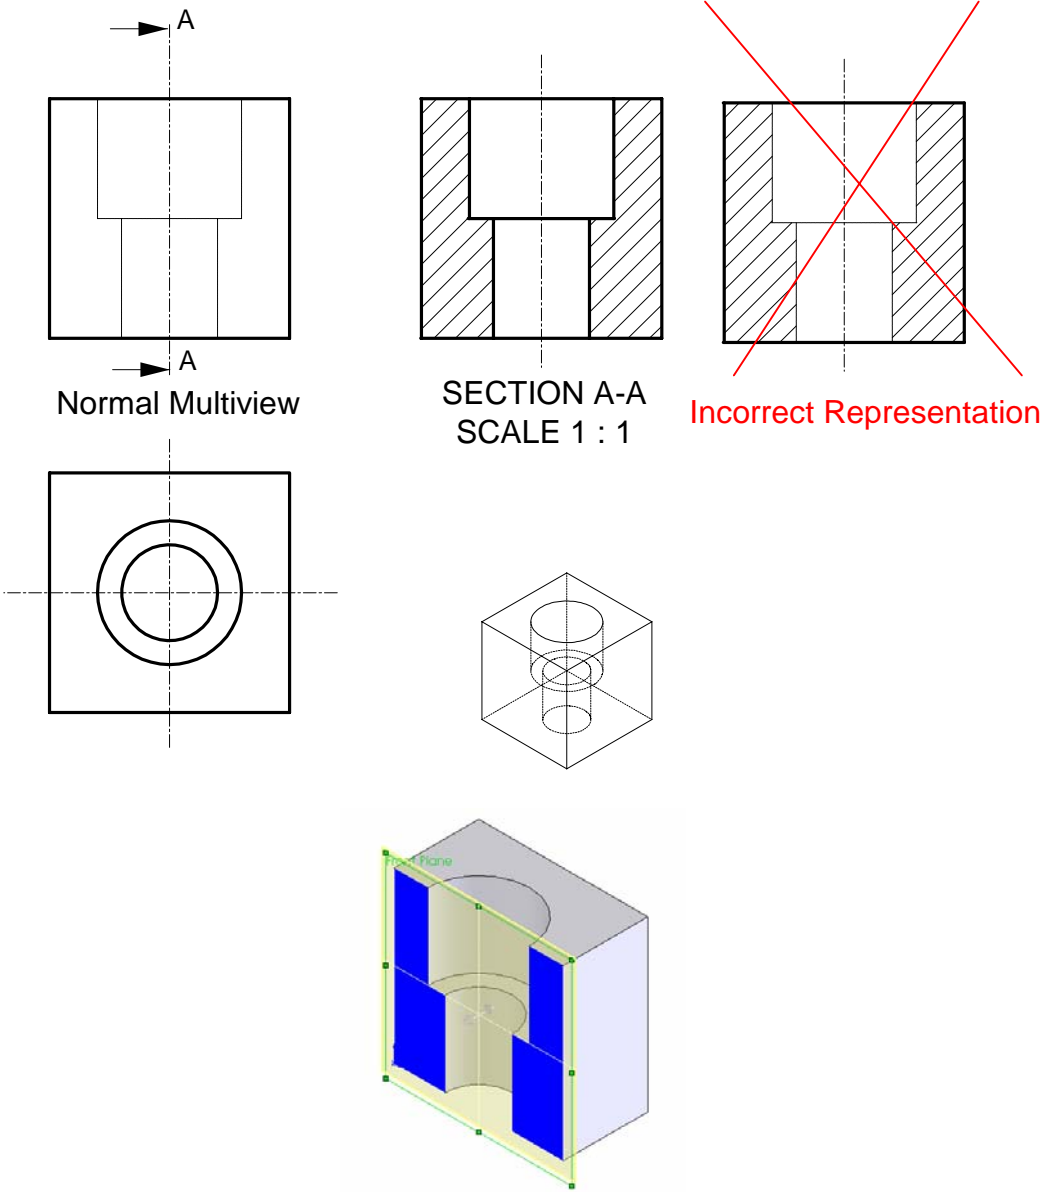 A
A
Normal Multiview
SECTION A-A
SCALE 1 : 1
Incorrect Representation
Front Plane